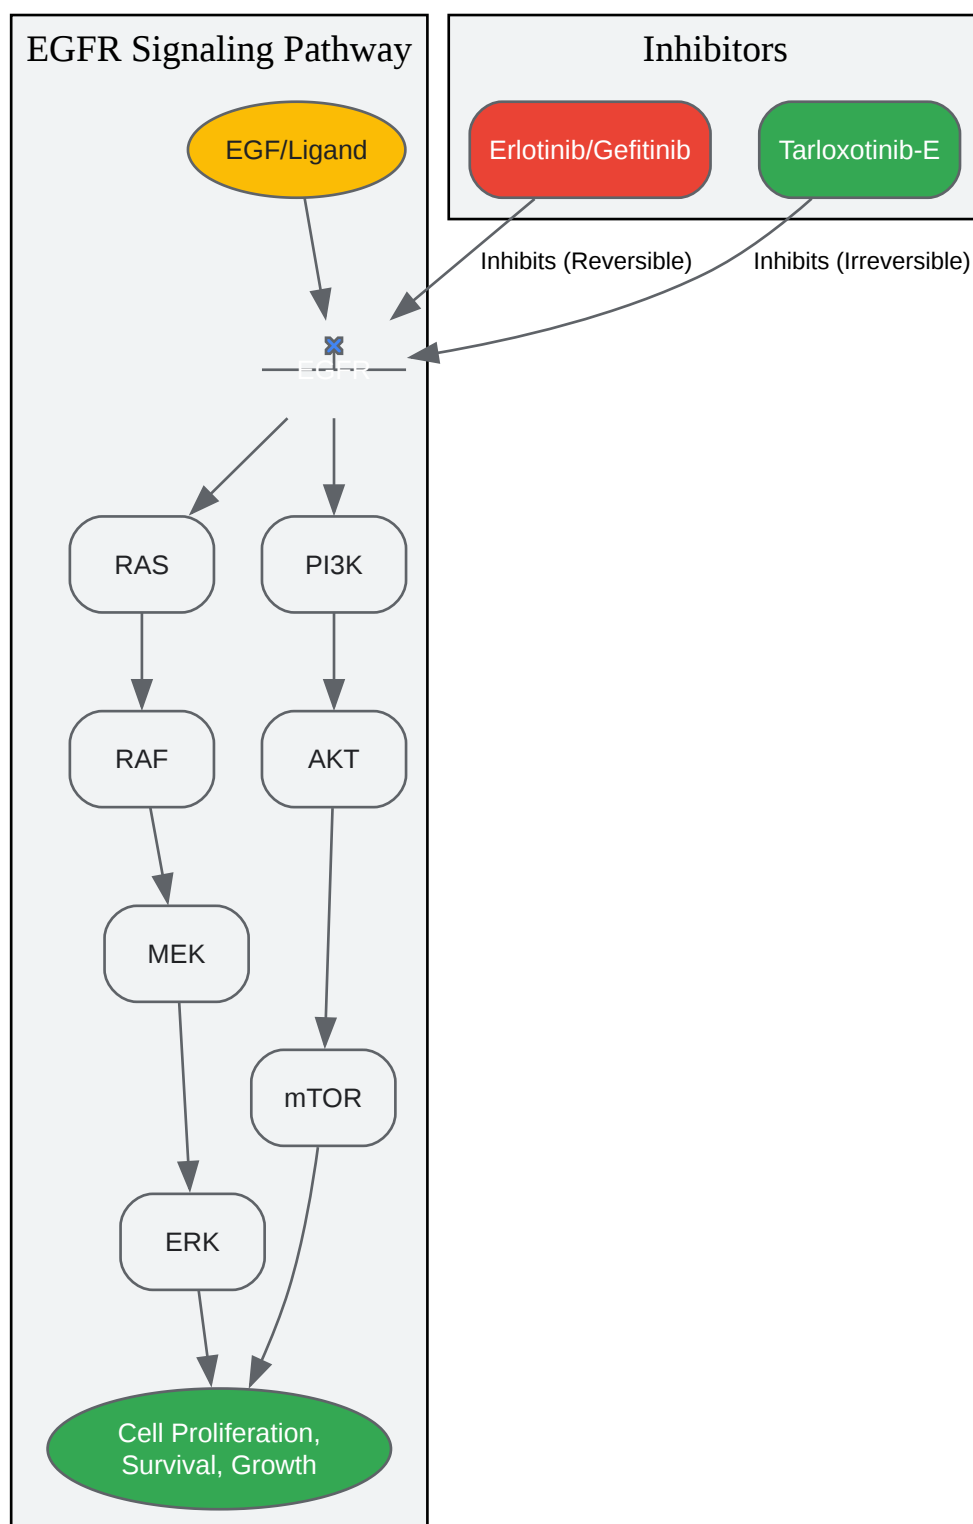 EGFR Signaling Pathway
Inhibitors
EGF/Ligand
Erlotinib/Gefitinib
Tarloxotinib-E
Inhibits (Reversible)
Inhibits (Irreversible)
EGFR
RAS
PI3K
RAF
AKT
MEK
mTOR
ERK
Cell Proliferation,
Survival, Growth